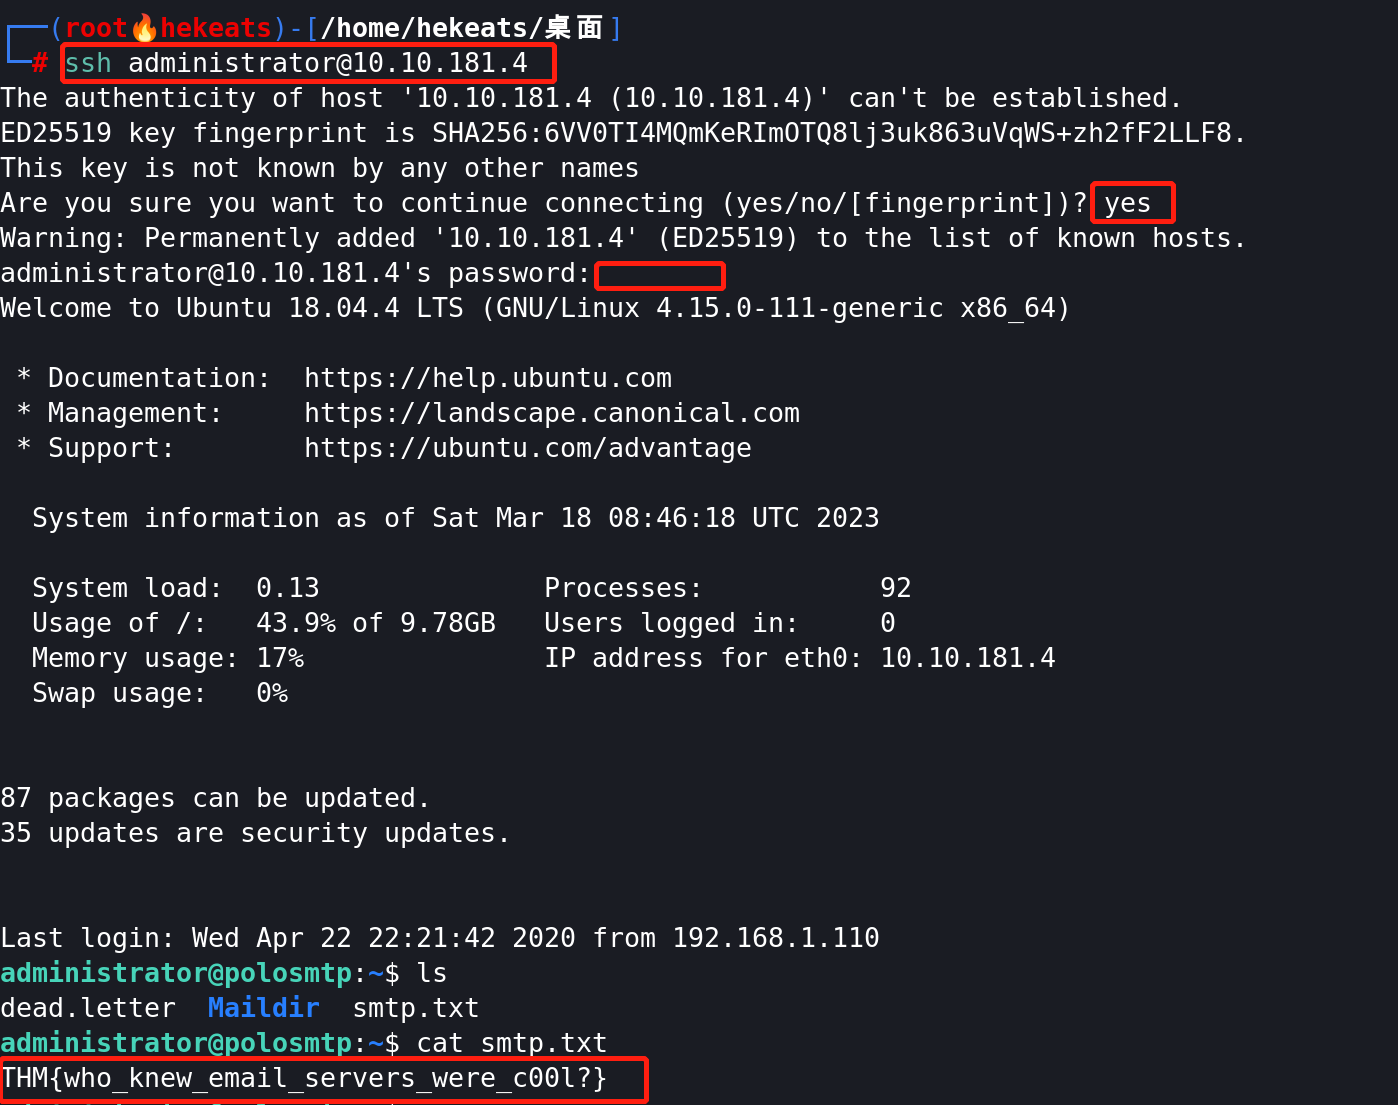 ┌──(root🔥hekeats)-[/home/hekeats/桌面]
└─# ssh administrator@10.10.181.4
The authenticity of host '10.10.181.4 (10.10.181.4)' can't be established.
ED25519 key fingerprint is SHA256:6VV0TI4MQmKeRImOTQ8lj3uk863uVqWS+zh2fF2LLF8.
This key is not known by any other names
Are you sure you want to continue connecting (yes/no/[fingerprint])? yes
Warning: Permanently added '10.10.181.4' (ED25519) to the list of known hosts.
administrator@10.10.181.4's password:
Welcome to Ubuntu 18.04.4 LTS (GNU/Linux 4.15.0-111-generic x86_64)

 * Documentation:  https://help.ubuntu.com
 * Management:     https://landscape.canonical.com
 * Support:        https://ubuntu.com/advantage

  System information as of Sat Mar 18 08:46:18 UTC 2023

  System load:  0.13              Processes:           92
  Usage of /:   43.9% of 9.78GB   Users logged in:     0
  Memory usage: 17%               IP address for eth0: 10.10.181.4
  Swap usage:   0%

87 packages can be updated.
35 updates are security updates.

Last login: Wed Apr 22 22:21:42 2020 from 192.168.1.110
administrator@polosmtp:~$ ls
dead.letter  Maildir  smtp.txt
administrator@polosmtp:~$ cat smtp.txt
THM{who_knew_email_servers_were_c00l?}